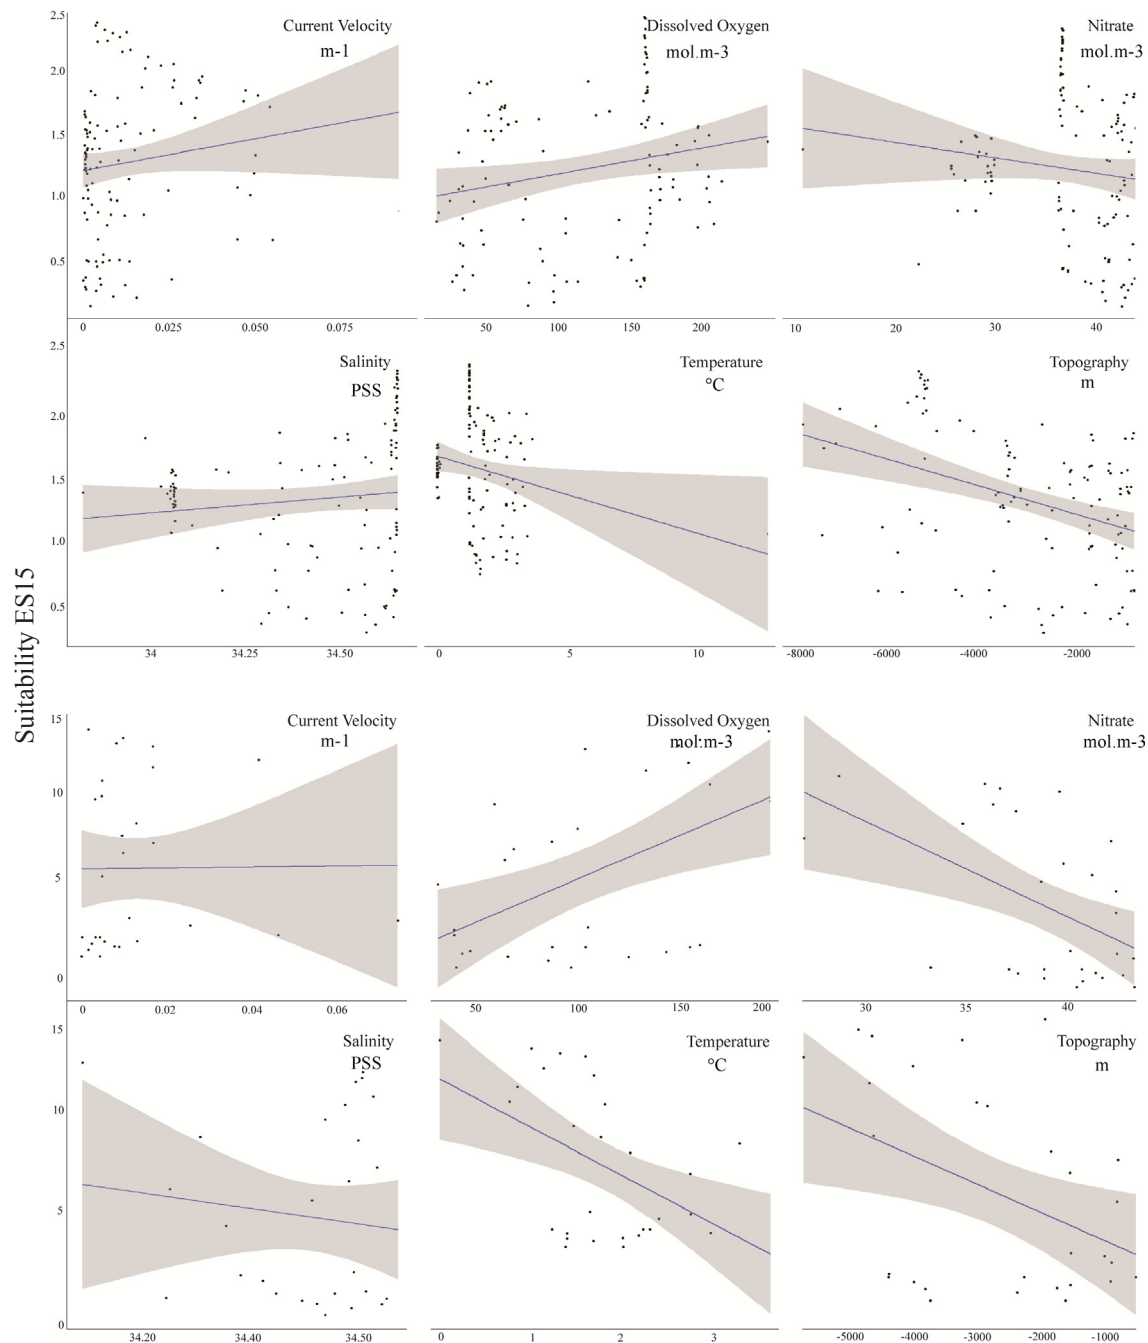 Suitability ES15
2.5
2.0
1.5
1.0
0.5
Current Velocity
m-1
0 0.025 0.050 0.075
Dissolved Oxygen
mol.m-3
50 100 150 200
Nitrate
mol.m-3
10 20 30 40
2.5
2.0
1.5
1.0
0.5
Salinity
PSS
34 34.25 34.50
Temperature
°C
0 5 10
Topography
m
-8000 -6000 -4000 -2000
15
10
5
0
Current Velocity
m-1
0 0.02 0.04 0.06
Dissolved Oxygen
mol.m-3
50 100 150 200
Nitrate
mol.m-3
30 35 40
15
10
5
0
Salinity
PSS
34.20 34.40 34.50
Temperature
°C
0 1 2 3
Topography
m
-5000 -4000 -3000 -2000 -1000